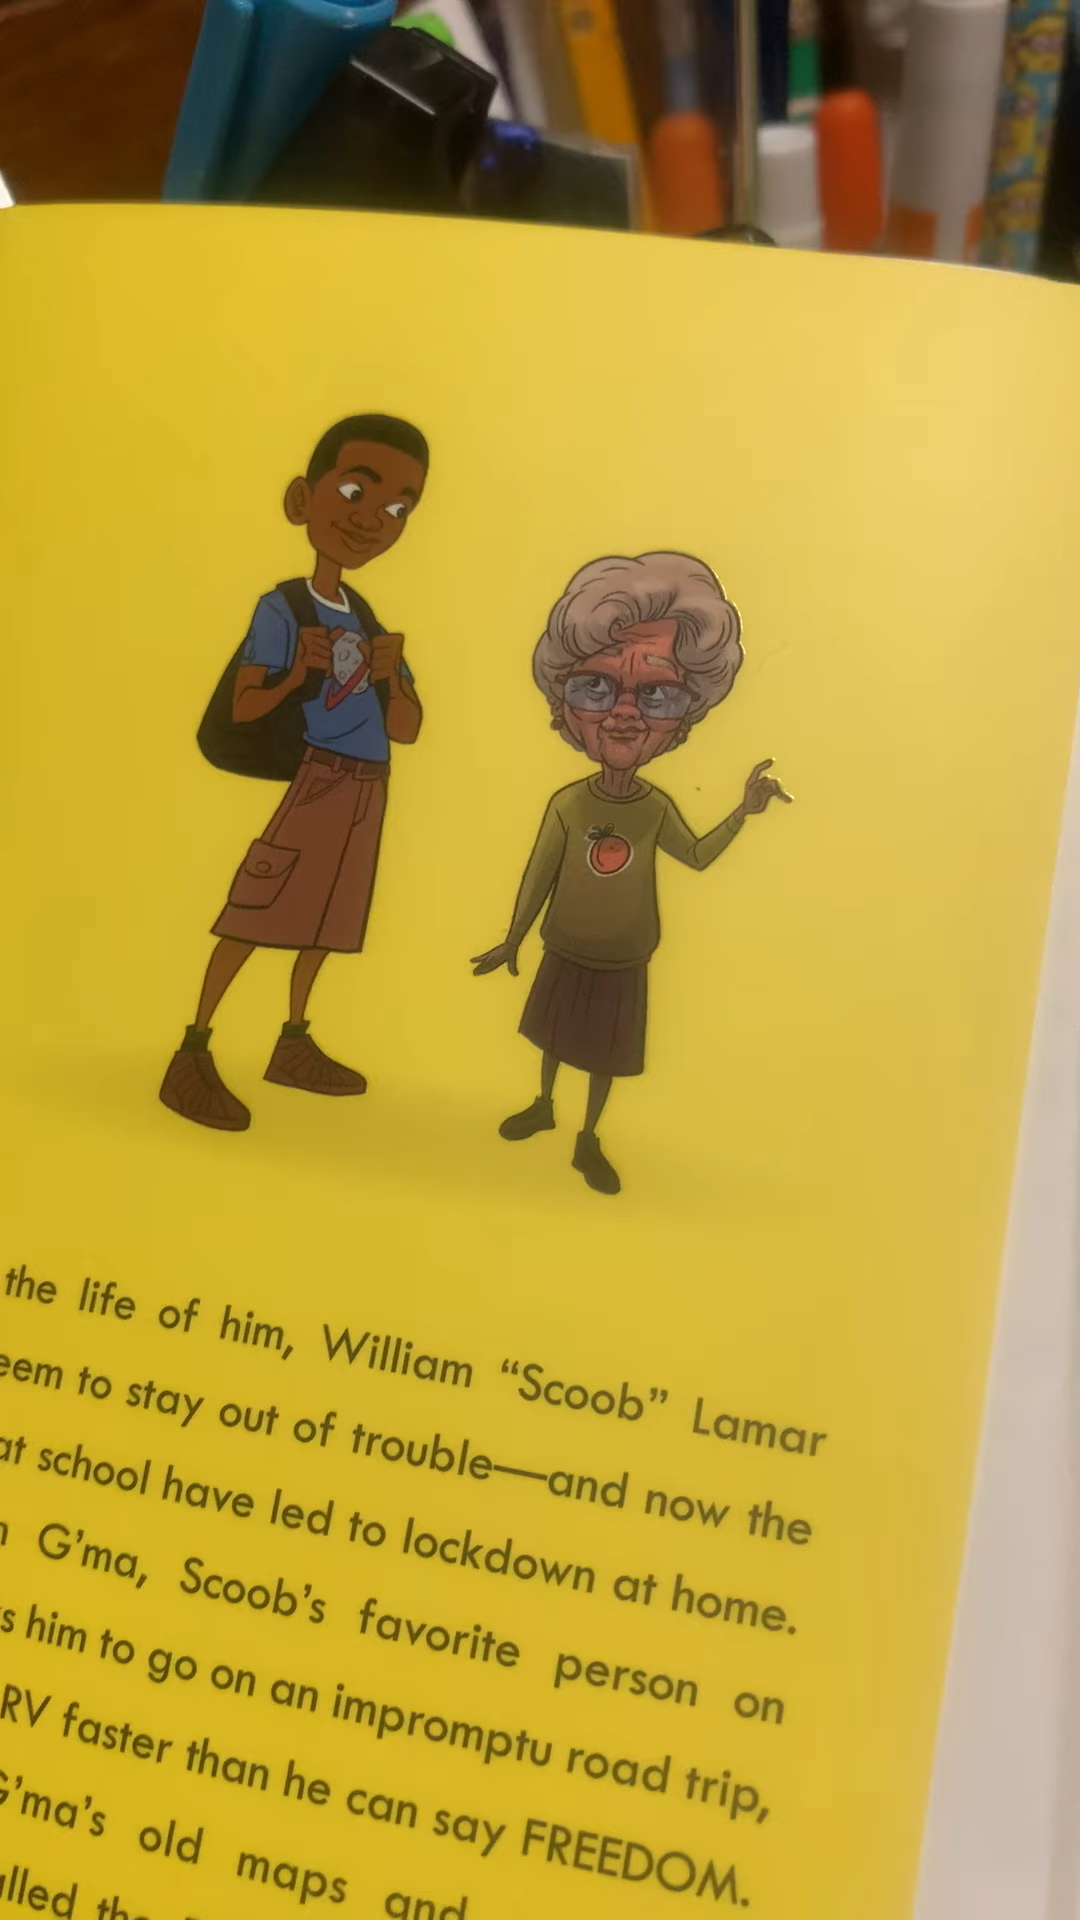 the life of him, William “Scoob” Lamar
to stay out of trouble—and now the
at school have led to lockdown at home.
G’ma, Scoob’s favorite person on
him to go on an impromptu road trip,
RV faster than he can say FREEDOM.
G’ma’s old maps and